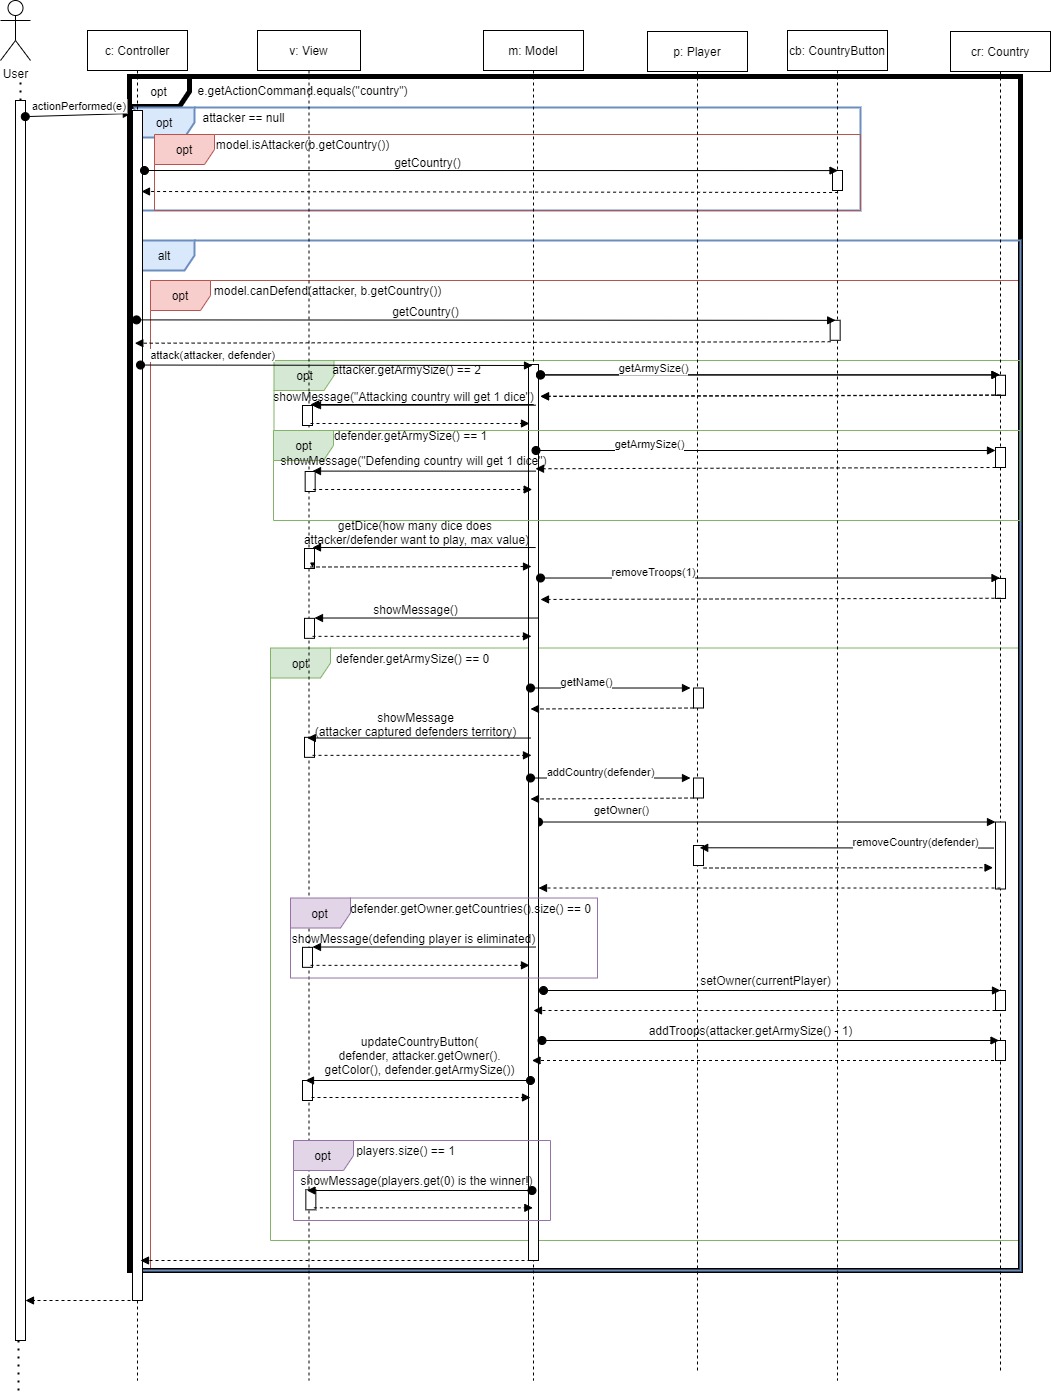 c: Controller
v: View
m: Model
p: Player
cb: CountryButton
cr: Country
User
opt
e.getActionCommand.equals("country")
actionPerformed(e)
opt
attacker == null
opt
model.isAttacker(b.getCountry())
getCountry()
alt
opt
model.canDefend(attacker, b.getCountry())
getCountry()
attack(attacker, defender)
opt
attacker.getArmySize() == 2
getArmySize()
showMessage("Attacking country will get 1 dice")
opt
defender.getArmySize() == 1
getArmySize()
showMessage("Defending country will get 1 dice")
getDice(how many dice does
attacker/defender want to play, max value)
removeTroops(1)
showMessage()
opt
defender.getArmySize() == 0
getName()
showMessage
(attacker captured defenders territory)
addCountry(defender)
getOwner()
removeCountry(defender)
opt
defender.getOwner.getCountries().size() == 0
showMessage(defending player is eliminated)
setOwner(currentPlayer)
addTroops(attacker.getArmySize() - 1)
updateCountryButton(
defender, attacker.getOwner().
getColor(), defender.getArmySize())
opt
players.size() == 1
showMessage(players.get(0) is the winner!)